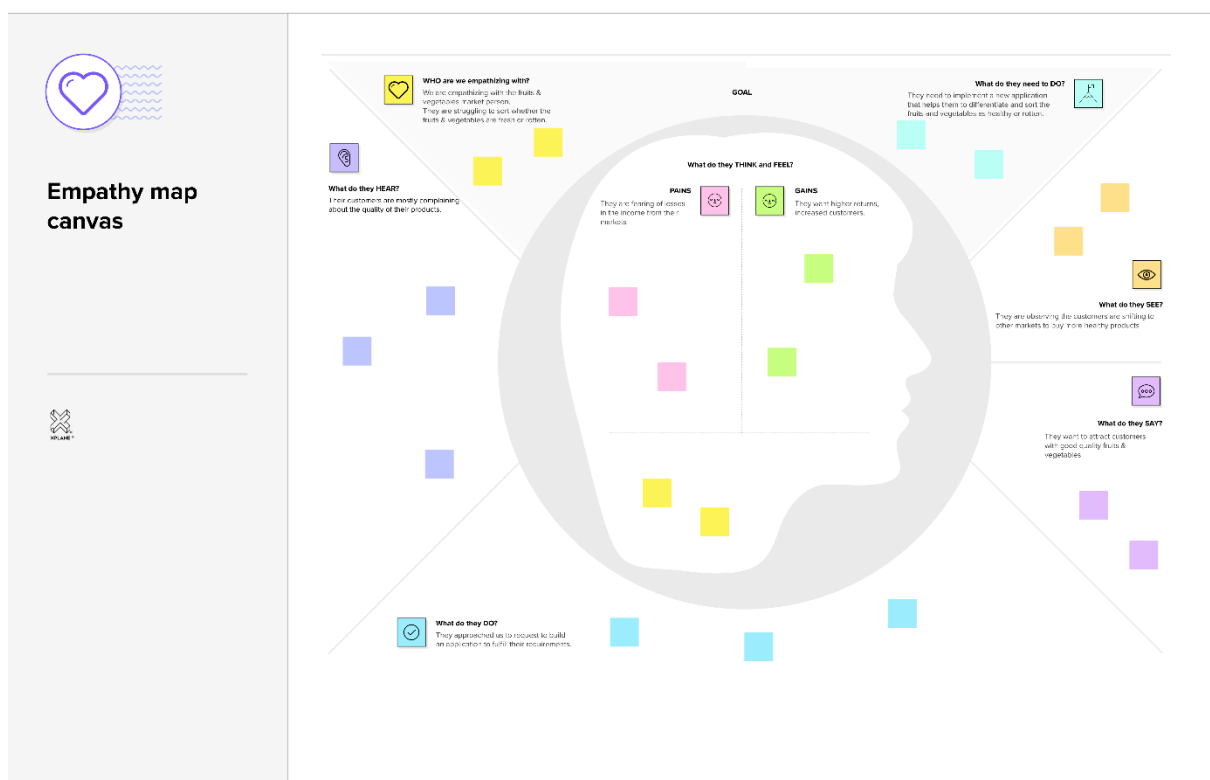 Empathy map
canvas
XPLANE
WHO are we empathizing with?
We are empathizing with the fruits &
vegetables market person.
They are struggling to sort whether the
fruits & vegetables are fresh or rotten.
GOAL
What do they need to DO?
They need to implement a new application
that helps them to differentiate and sort the
fruits and vegetables as healthy or rotten.
What do they HEAR?
Their customers are mostly complaining
about the quality of their products.
What do they THINK and FEEL?
PAINS
They are fearing of losses
in the income from their
markets.
GAINS
They want higher returns,
increased customers.
What do they SEE?
They are observing the customers are shifting to
other markets to buy more healthy products
What do they SAY?
They want to attract customers
with good quality fruits &
vegetables
What do they DO?
They approached us to request to build
an application to fulfill their requirements.